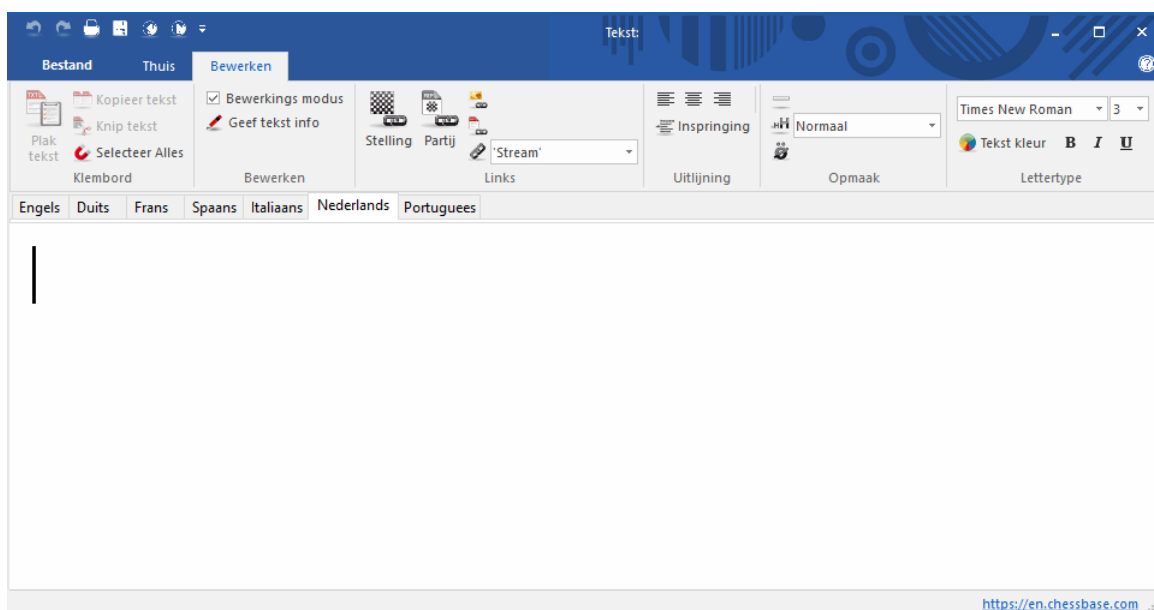 Tekst:
Bestand Thuis Bewerken
Plak tekst
Kopieer tekst
Knip tekst
Selecteer Alles
Klembord
Bewerkings modus
Geef tekst info
Bewerken
Stelling Partij
'Stream'
Links
Inspringing
Uitlijning
Normaal
Opmaak
Times New Roman 3
Tekst kleur B I U
Lettertype
Engels Duits Frans Spaans Italiaans Nederlands Portuguees
https://en.chessbase.com